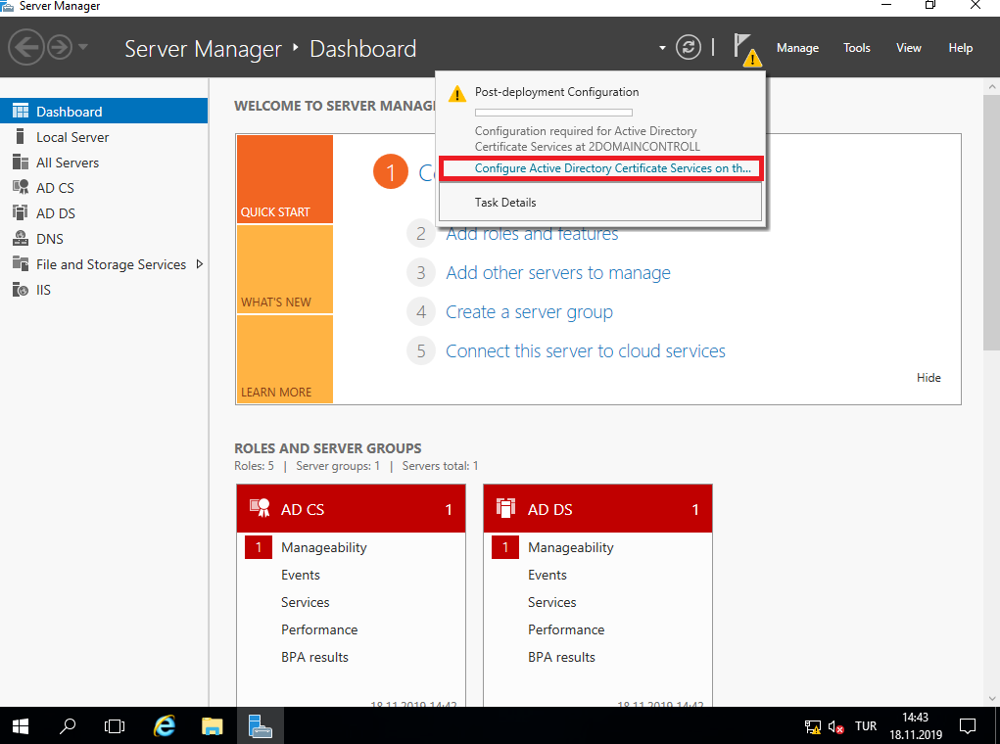 Server Manager
Server Manager • Dashboard
Manage
Tools
View
Help
Post-deployment Configuration
Configuration required for Active Directory
Certificate Services at 2DOMAINCONTROLL
Configure Active Directory Certificate Services on th...
Task Details
Dashboard
Local Server
All Servers
AD CS
AD DS
DNS
File and Storage Services
IIS
WELCOME TO SERVER MANAG
QUICK START
WHAT'S NEW
LEARN MORE
1
2 Add roles and features
3 Add other servers to manage
4 Create a server group
5 Connect this server to cloud services
Hide
ROLES AND SERVER GROUPS
Roles: 5 | Server groups: 1 | Servers total: 1
AD CS 1
1 Manageability
Events
Services
Performance
BPA results
18.11.2019 14:42
AD DS 1
1 Manageability
Events
Services
Performance
BPA results
18.11.2019 14:42
TUR
14:43
18.11.2019